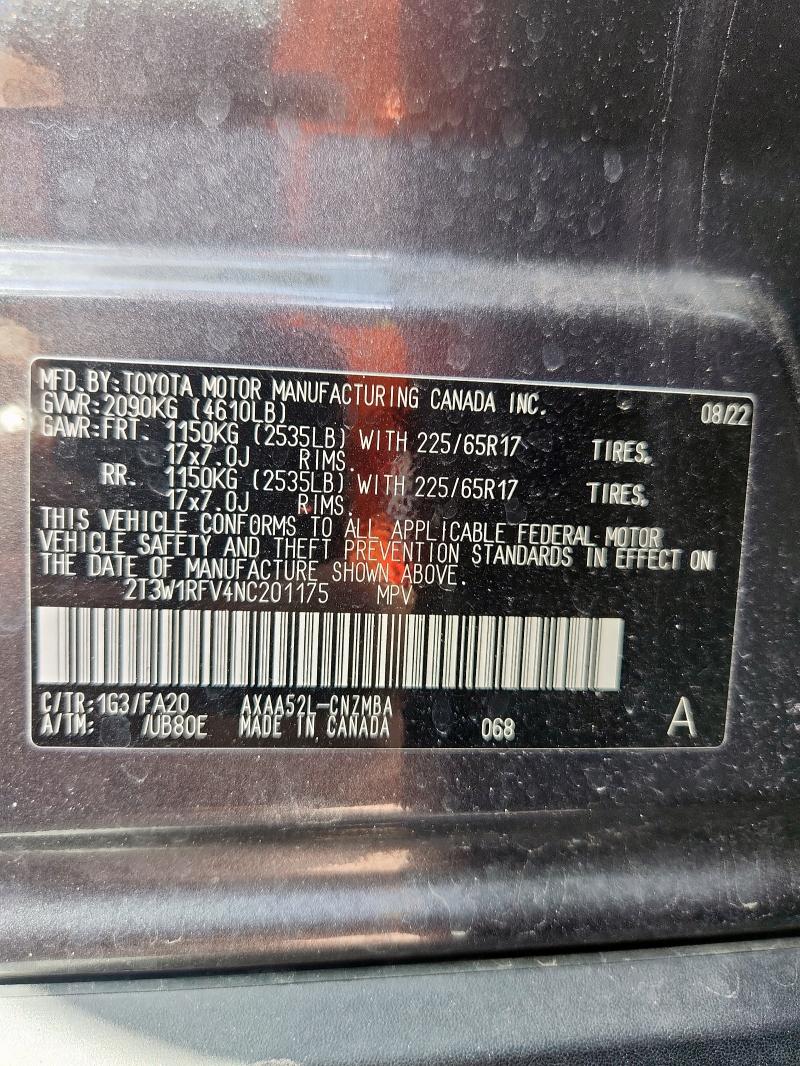 MFD. BY: TOYOTA MOTOR MANUFACTURING CANADA INC. 08/22
GVWR: 2090KG (4610LB)
GAWR: FRT. 1150KG (2535LB) WITH 225/65R17 TIRES,
17x7.0J RIMS.
RR. 1150KG (2535LB) WITH 225/65R17 TIRES,
17x7.0J RIMS.
THIS VEHICLE CONFORMS TO ALL APPLICABLE FEDERAL MOTOR
VEHICLE SAFETY AND THEFT PREVENTION STANDARDS IN EFFECT ON
THE DATE OF MANUFACTURE SHOWN ABOVE.
2T3W1RFV4NC201175 MPV
C/TR: 1G3/FA20 AXAA52L-CNZMBA
A/TM: /UB80E MADE IN CANADA 068 A